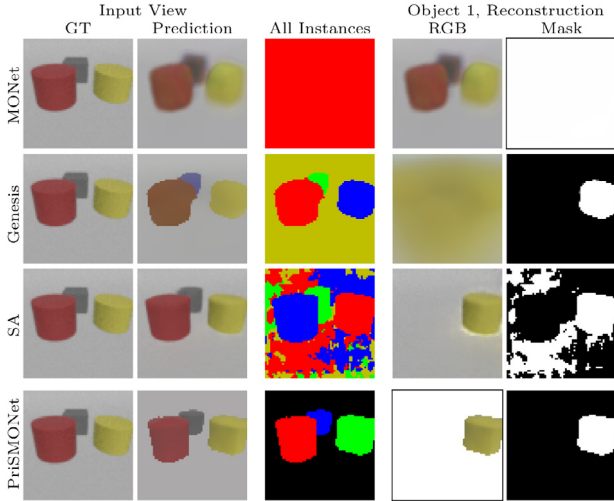 Input View Object 1, Reconstruction
GT Prediction All Instances RGB Mask
MONet
Genesis
SA
PriSMONet